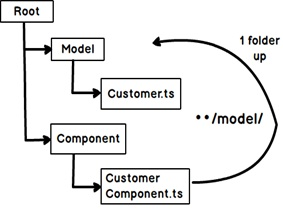 Root
Model
1 folder
up
Customer.ts
../model/
Component
Customer
Component.ts